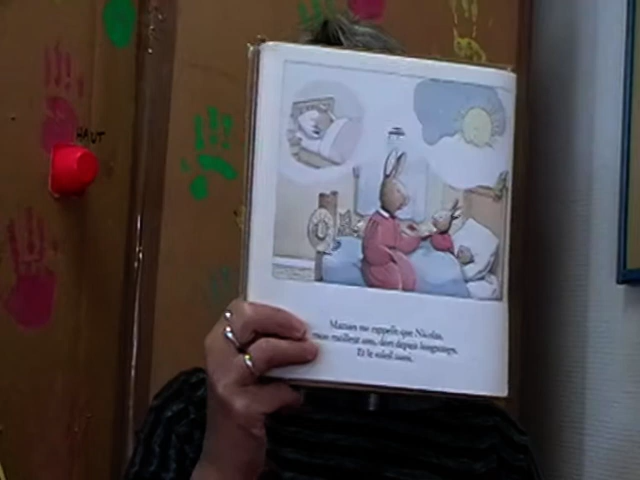 HAUT
Maman me rappelle que Nicolas,
mon meilleur ami, dort depuis longtemps.
Et le soleil aussi.